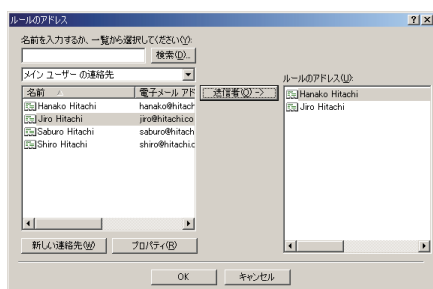 ルールのアドレス
名前を入力するか、一覧から選択してください(Y):
検索(D)...
メイン ユーザー の連絡先
ルールのアドレス(U):
名前 電子メール アド
送信者(O) ->
Hanako Hitachi hanako@hitach
Jiro Hitachi jiro@hitachi.co
Saburo Hitachi saburo@hitach
Shiro Hitachi shiro@hitachi.c
Hanako Hitachi
Jiro Hitachi
新しい連絡先(W) プロパティ(R)
OK キャンセル